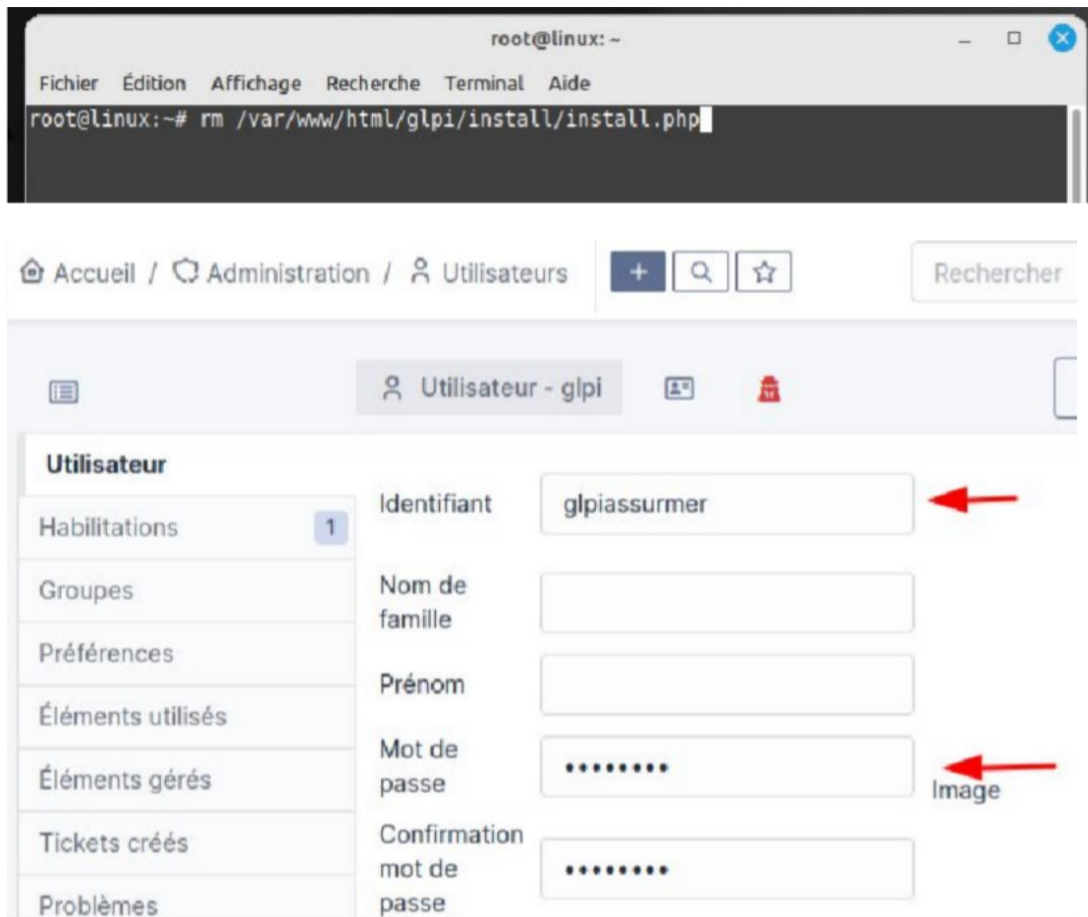 root@linux: ~
Fichier Édition Affichage Recherche Terminal Aide
root@linux:~# rm /var/www/html/glpi/install/install.php
Accueil / Administration / Utilisateurs
Rechercher
Utilisateur - glpi
Utilisateur
Habilitations 1
Groupes
Préférences
Éléments utilisés
Éléments gérés
Tickets créés
Problèmes
Identifiant glpiassurmer
Nom de
famille
Prénom
Mot de
passe ••••••••
Image
Confirmation
mot de
passe ••••••••